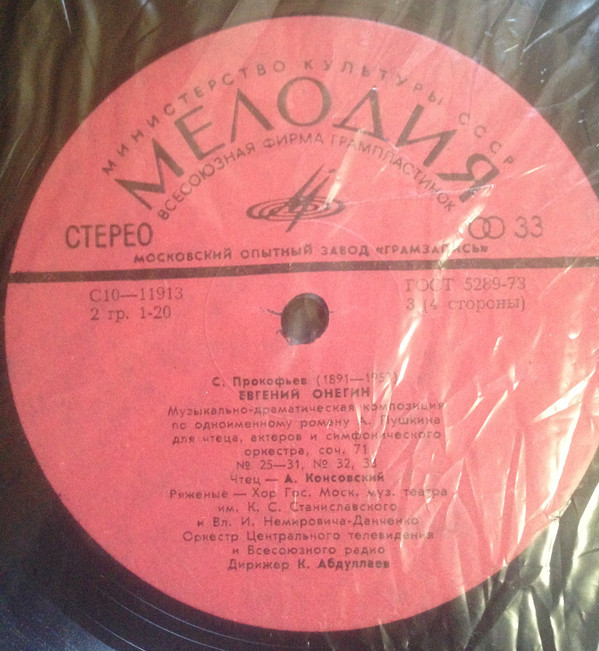 МИНИСТЕРСТВО КУЛЬТУРЫ СССР
МЕЛОДИЯ
ВСЕСОЮЗНАЯ ФИРМА ГРАМПЛАСТИНОК
СТЕРЕО
33
МОСКОВСКИЙ ОПЫТНЫЙ ЗАВОД «ГРАМЗАПИСЬ»
С10—11913
ГОСТ 5289-73
2 гр. 1-20
3 (4 стороны)
С. Прокофьев (1891—1953)
ЕВГЕНИЙ ОНЕГИН
Музыкально-драматическая композиция
по одноименному роману А. Пушкина
для чтеца, актеров и симфонического
оркестра, соч. 71
№ 25—31, № 32, 33
Чтец — А. Консовский
Ряженые — Хор Гос. Моск. муз. театра
им. К. С. Станиславского
и Вл. И. Немировича-Данченко
Оркестр Центрального телевидения
и Всесоюзного радио
Дирижер К. Абдуллаев